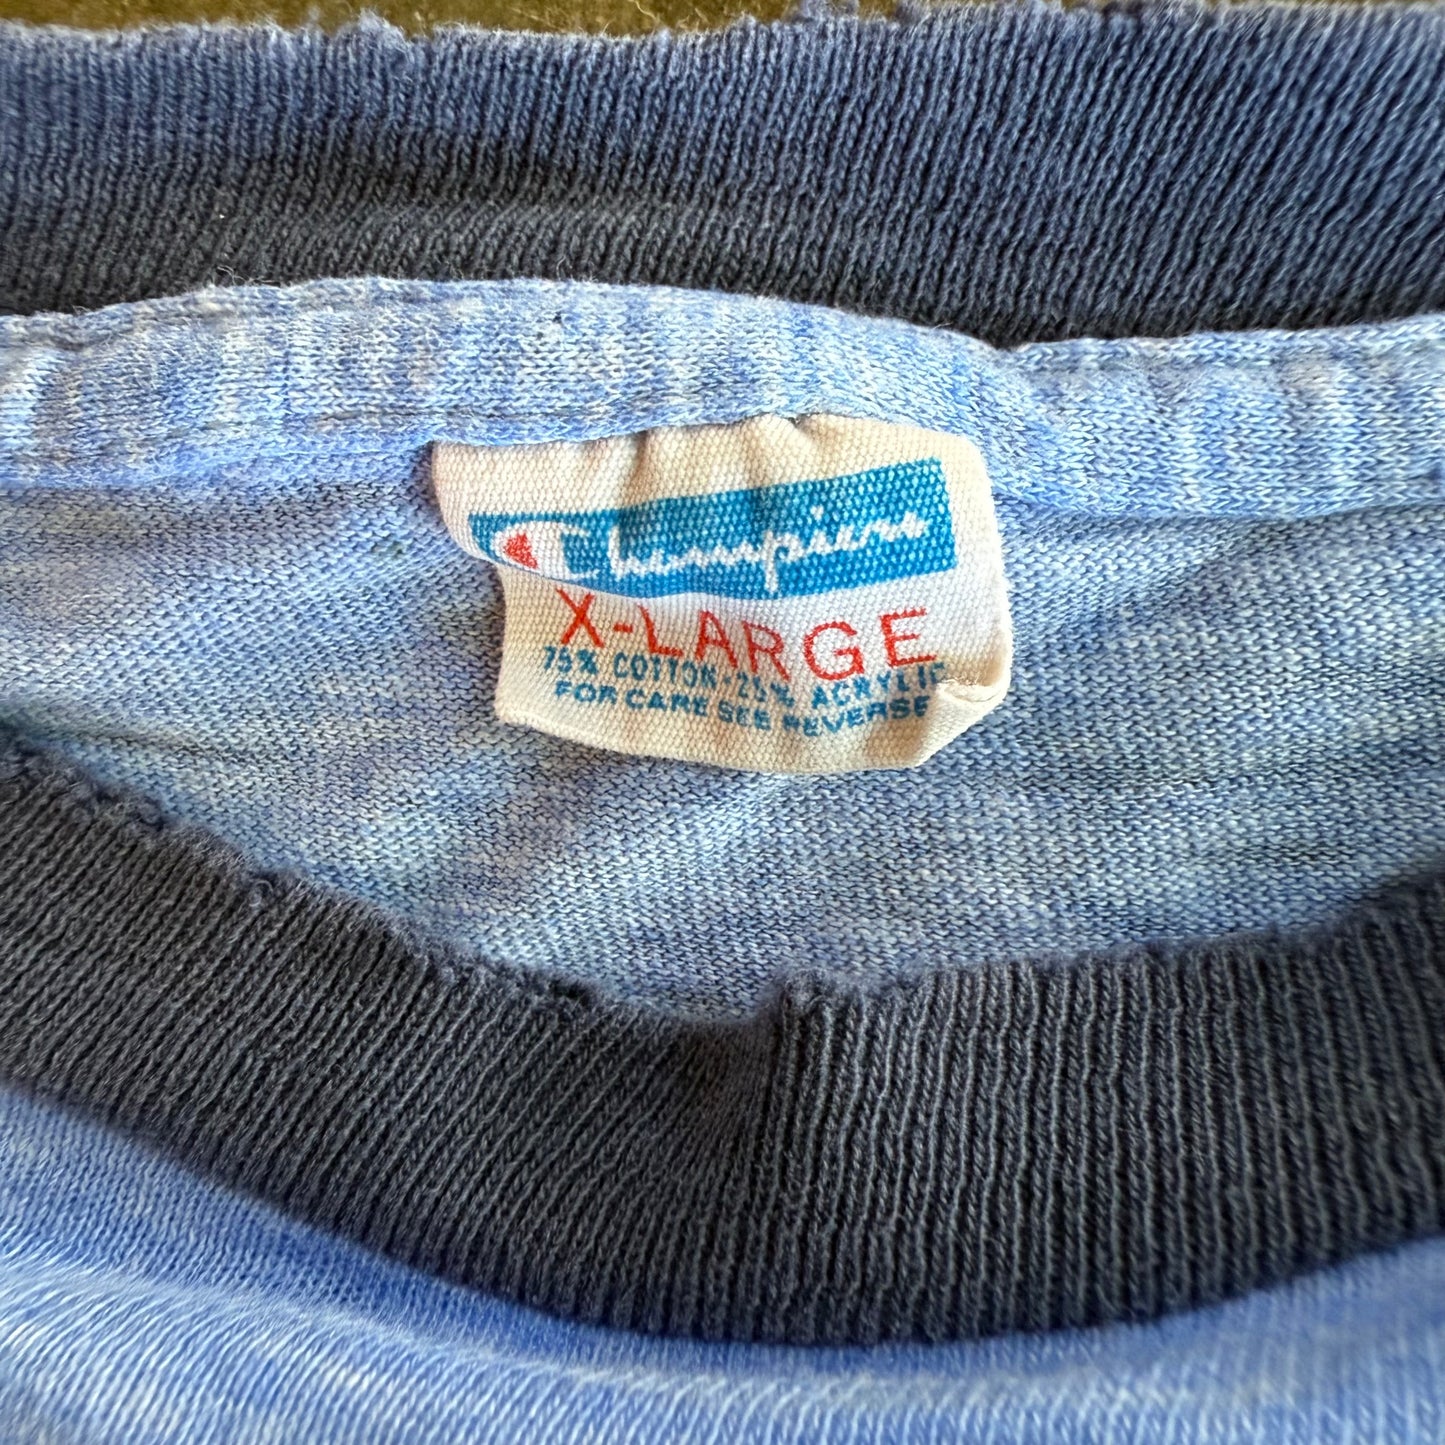 Champion
X-LARGE
75% COTTON-25% ACRYLIC
FOR CARE SEE REVERSE